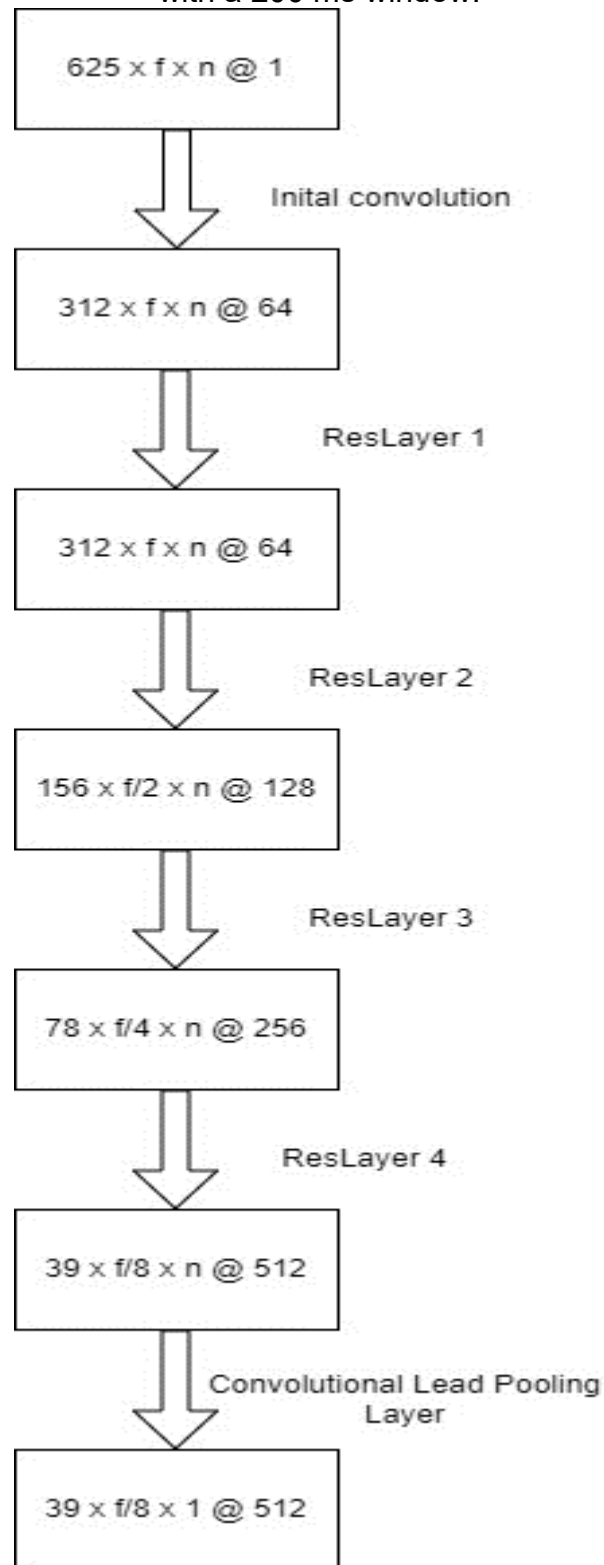 625 x f x n @ 1
Inital convolution
312 x f x n @ 64
ResLayer 1
312 x f x n @ 64
ResLayer 2
156 x f/2 x n @ 128
ResLayer 3
78 x f/4 x n @ 256
ResLayer 4
39 x f/8 x n @ 512
Convolutional Lead Pooling
Layer
39 x f/8 x 1 @ 512